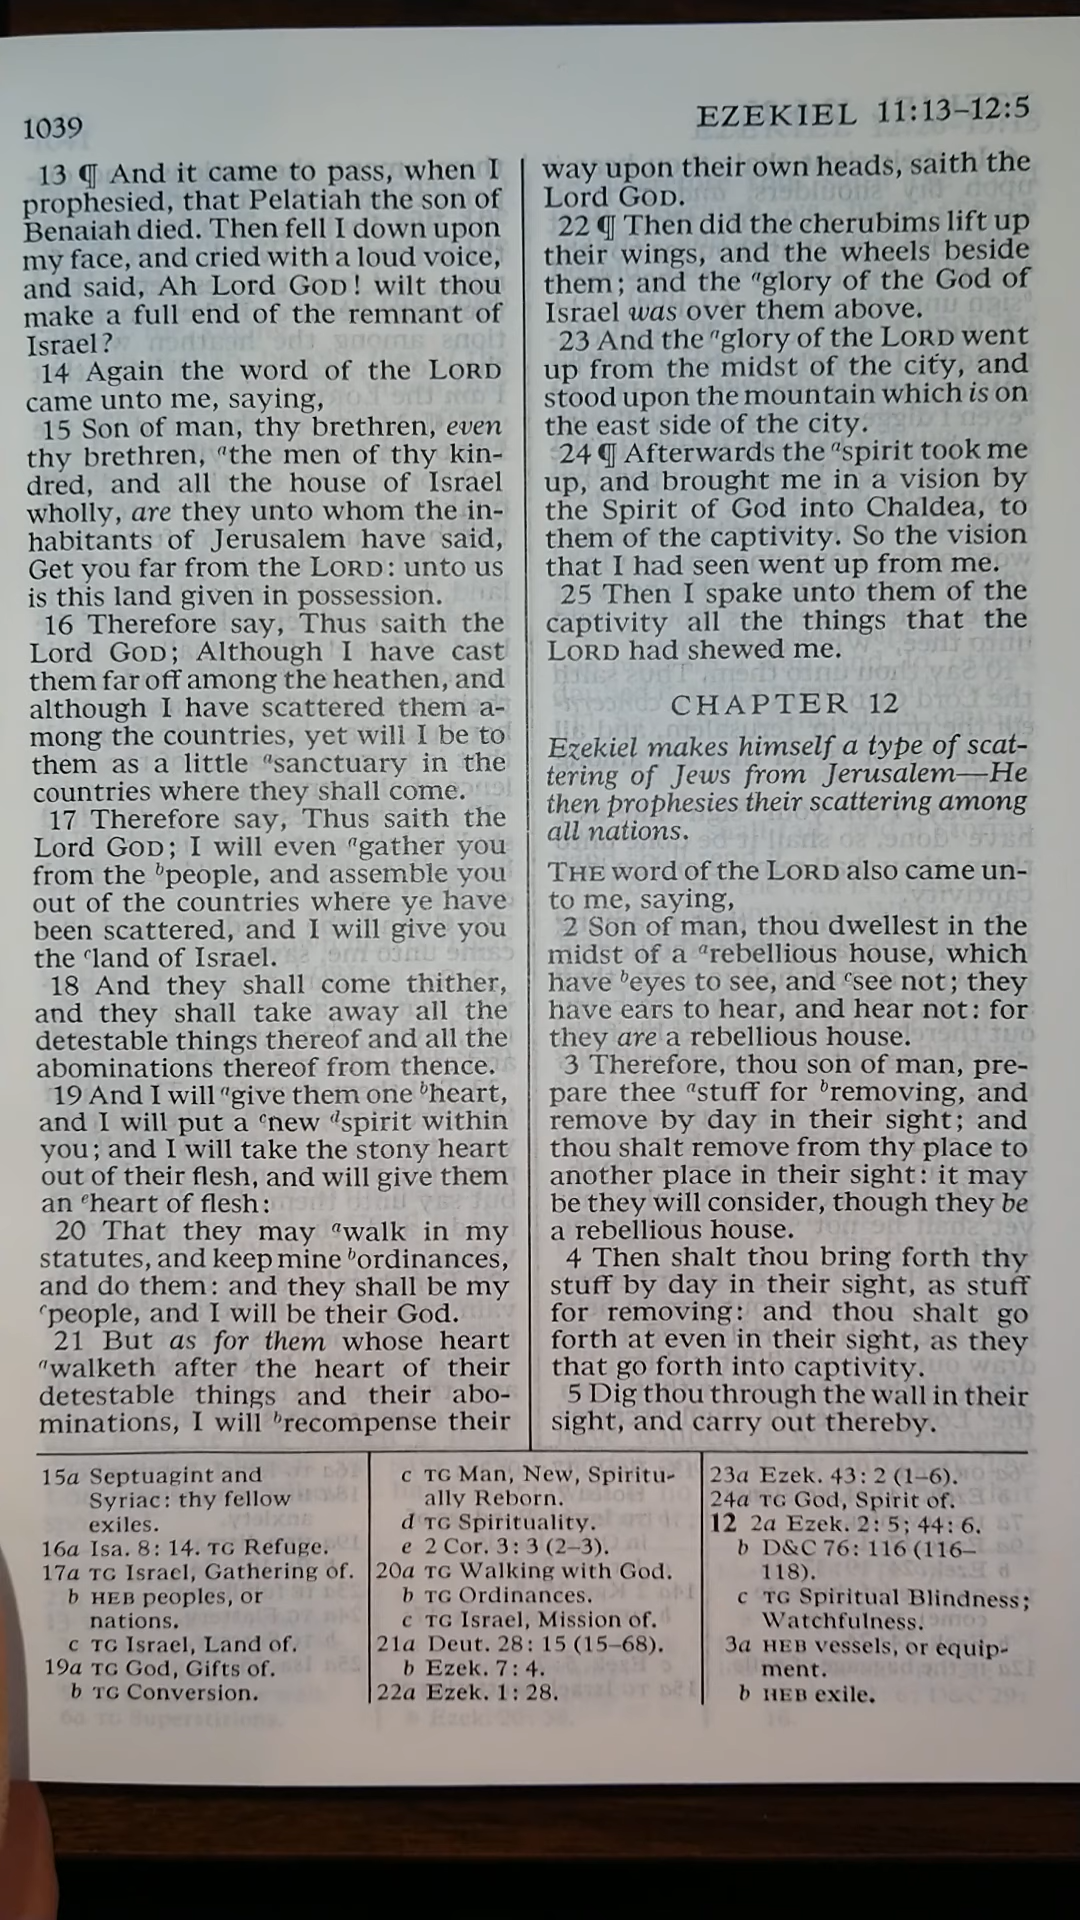 1039
EZEKIEL 11:13–12:5
13 ¶ And it came to pass, when I
prophesied, that Pelatiah the son of
Benaiah died. Then fell I down upon
my face, and cried with a loud voice,
and said, Ah Lord GOD! wilt thou
make a full end of the remnant of
Israel?
14 Again the word of the LORD
came unto me, saying,
15 Son of man, thy brethren, even
thy brethren, ᵃthe men of thy kin-
dred, and all the house of Israel
wholly, are they unto whom the in-
habitants of Jerusalem have said,
Get you far from the LORD: unto us
is this land given in possession.
16 Therefore say, Thus saith the
Lord GOD; Although I have cast
them far off among the heathen, and
although I have scattered them a-
mong the countries, yet will I be to
them as a little ᵃsanctuary in the
countries where they shall come.
17 Therefore say, Thus saith the
Lord GOD; I will even ᵃgather you
from the ᵇpeople, and assemble you
out of the countries where ye have
been scattered, and I will give you
the ᶜland of Israel.
18 And they shall come thither,
and they shall take away all the
detestable things thereof and all the
abominations thereof from thence.
19 And I will ᵃgive them one ᵇheart,
and I will put a ᶜnew ᵈspirit within
you; and I will take the stony heart
out of their flesh, and will give them
an ᵉheart of flesh:
20 That they may ᵃwalk in my
statutes, and keep mine ᵇordinances,
and do them: and they shall be my
ᶜpeople, and I will be their God.
21 But as for them whose heart
ᵃwalketh after the heart of their
detestable things and their abo-
minations, I will ᵇrecompense their
way upon their own heads, saith the
Lord GOD.
22 ¶ Then did the cherubims lift up
their wings, and the wheels beside
them; and the ᵃglory of the God of
Israel was over them above.
23 And the ᵃglory of the LORD went
up from the midst of the city, and
stood upon the mountain which is on
the east side of the city.
24 ¶ Afterwards the ᵃspirit took me
up, and brought me in a vision by
the Spirit of God into Chaldea, to
them of the captivity. So the vision
that I had seen went up from me.
25 Then I spake unto them of the
captivity all the things that the
LORD had shewed me.
CHAPTER 12
Ezekiel makes himself a type of scat-
tering of Jews from Jerusalem—He
then prophesies their scattering among
all nations.
THE word of the LORD also came un-
to me, saying,
2 Son of man, thou dwellest in the
midst of a ᵃrebellious house, which
have ᵇeyes to see, and ᶜsee not; they
have ears to hear, and hear not: for
they are a rebellious house.
3 Therefore, thou son of man, pre-
pare thee ᵃstuff for ᵇremoving, and
remove by day in their sight; and
thou shalt remove from thy place to
another place in their sight: it may
be they will consider, though they be
a rebellious house.
4 Then shalt thou bring forth thy
stuff by day in their sight, as stuff
for removing: and thou shalt go
forth at even in their sight, as they
that go forth into captivity.
5 Dig thou through the wall in their
sight, and carry out thereby.
15a Septuagint and
Syriac: thy fellow
exiles.
16a Isa. 8: 14. TG Refuge.
17a TG Israel, Gathering of.
b HEB peoples, or
nations.
c TG Israel, Land of.
19a TG God, Gifts of.
b TG Conversion.
c TG Man, New, Spiritu-
ally Reborn.
d TG Spirituality.
e 2 Cor. 3: 3 (2–3).
20a TG Walking with God.
b TG Ordinances.
c TG Israel, Mission of.
21a Deut. 28: 15 (15–68).
b Ezek. 7: 4.
22a Ezek. 1: 28.
23a Ezek. 43: 2 (1–6).
24a TG God, Spirit of.
12 2a Ezek. 2: 5; 44: 6.
b D&C 76: 116 (116–
118).
c TG Spiritual Blindness;
Watchfulness.
3a HEB vessels, or equip-
ment.
b HEB exile.